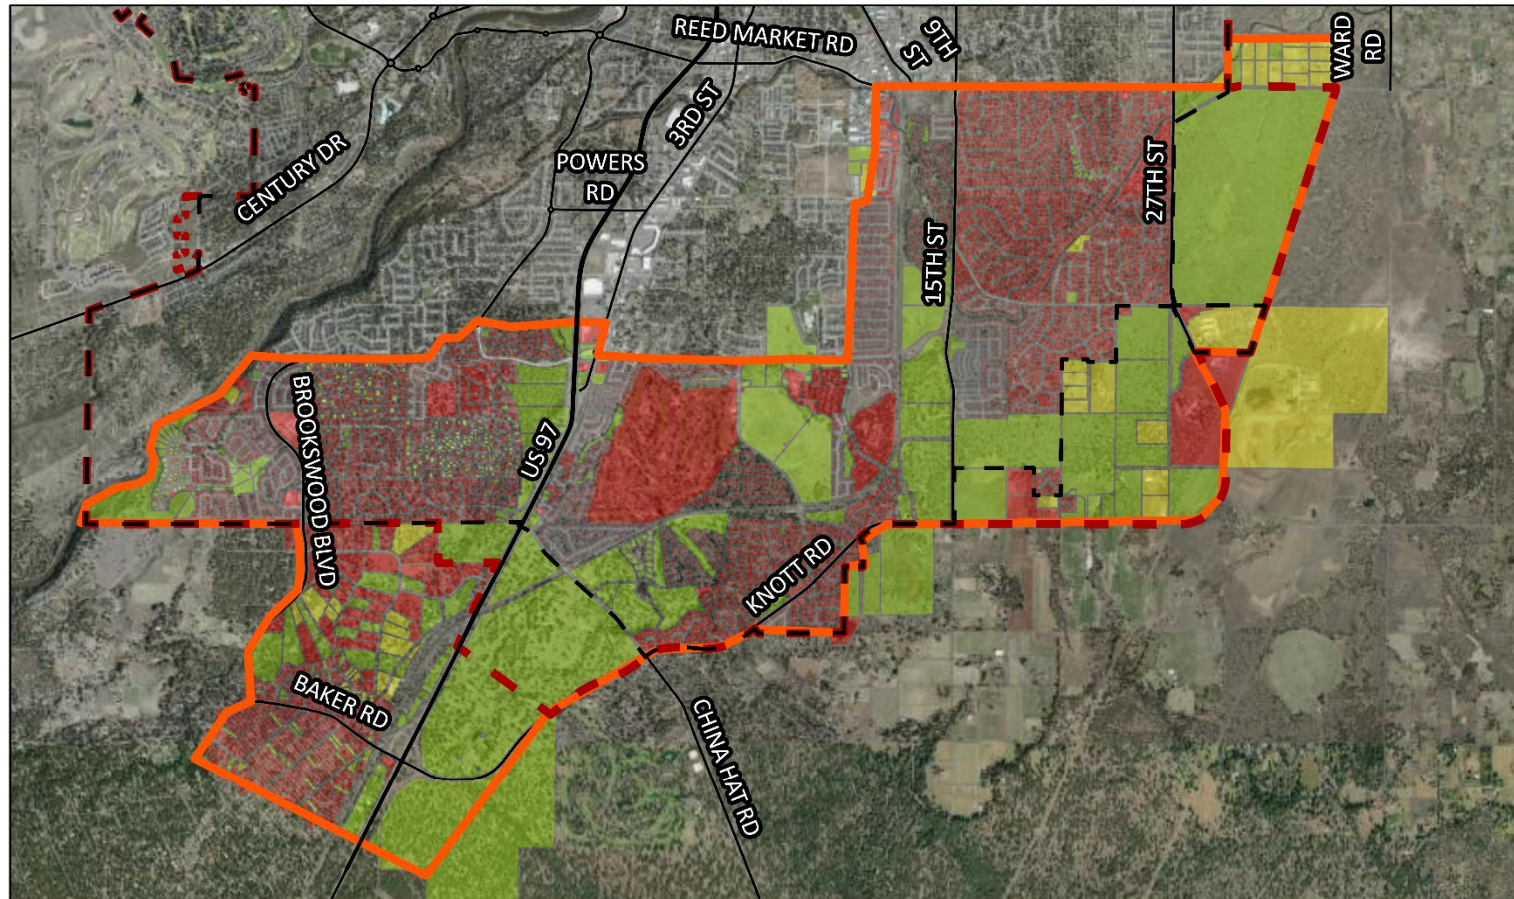 REED MARKET RD
9TH
ST
WARD
RD
3RD ST
CENTURY DR
POWERS
RD
27TH ST
15TH ST
BROOKSWOOD BLVD
US 97
KNOTT RD
BAKER RD
CHINA HAT RD